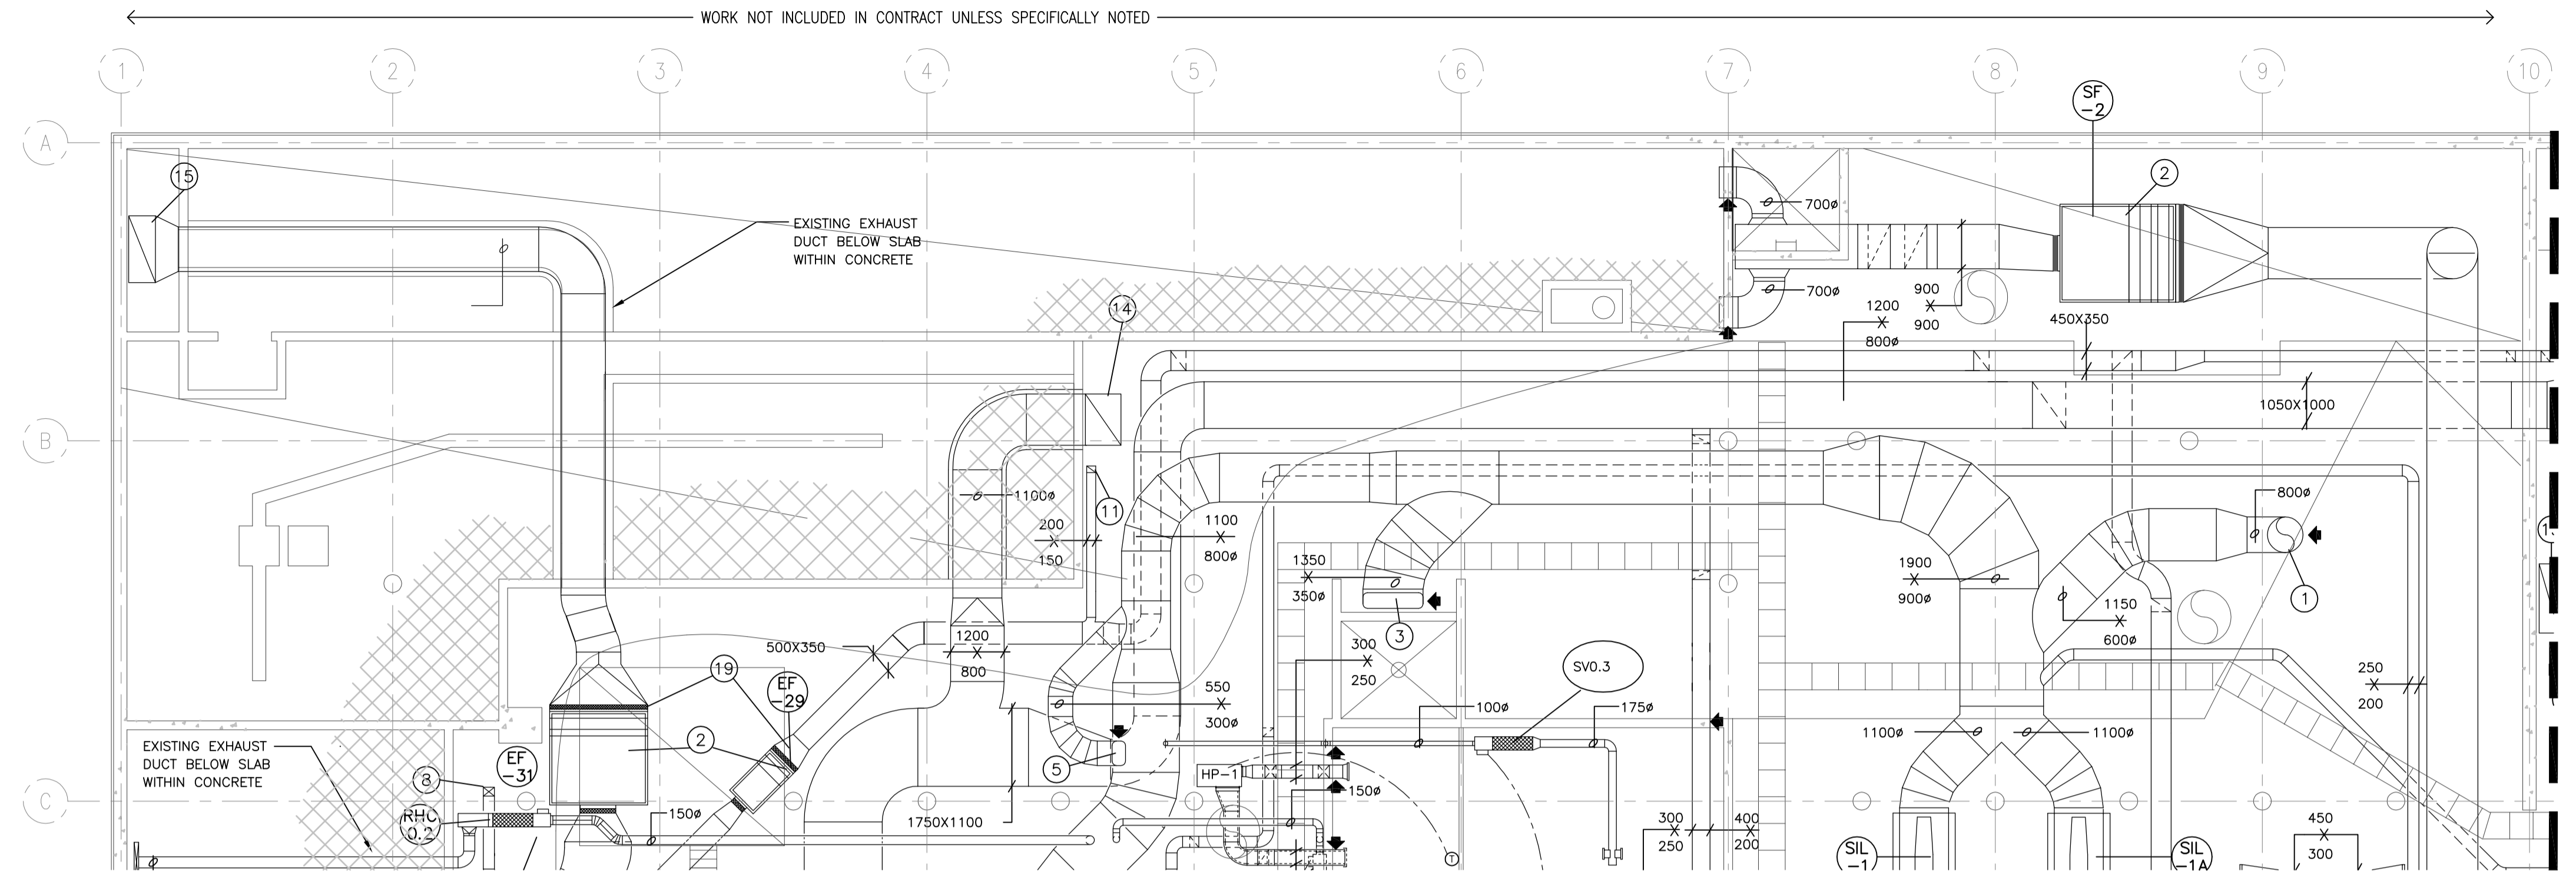 WORK NOT INCLUDED IN CONTRACT UNLESS SPECIFICALLY NOTED
1
2
3
4
5
6
7
8
9
10
A
B
C
SF
-2
2
15
EXISTING EXHAUST
DUCT BELOW SLAB
WITHIN CONCRETE
700ø
700ø
14
900
X
900
1200
X
800ø
450X350
1050X1000
1100ø
11
200
X
150
1100
X
800ø
800ø
1350
X
350ø
1900
X
900ø
1
3
1150
X
600ø
500X350
1200
X
800
300
X
250
SV0.3
19
EF
-29
250
X
200
550
X
300ø
100ø
175ø
2
1100ø
1100ø
EXISTING EXHAUST
DUCT BELOW SLAB
WITHIN CONCRETE
EF
-31
5
8
HP-1
150ø
RHC
0.2
150ø
1750X1100
300
X
250
400
X
200
450
X
300
SIL
-1
SIL
-1A
T